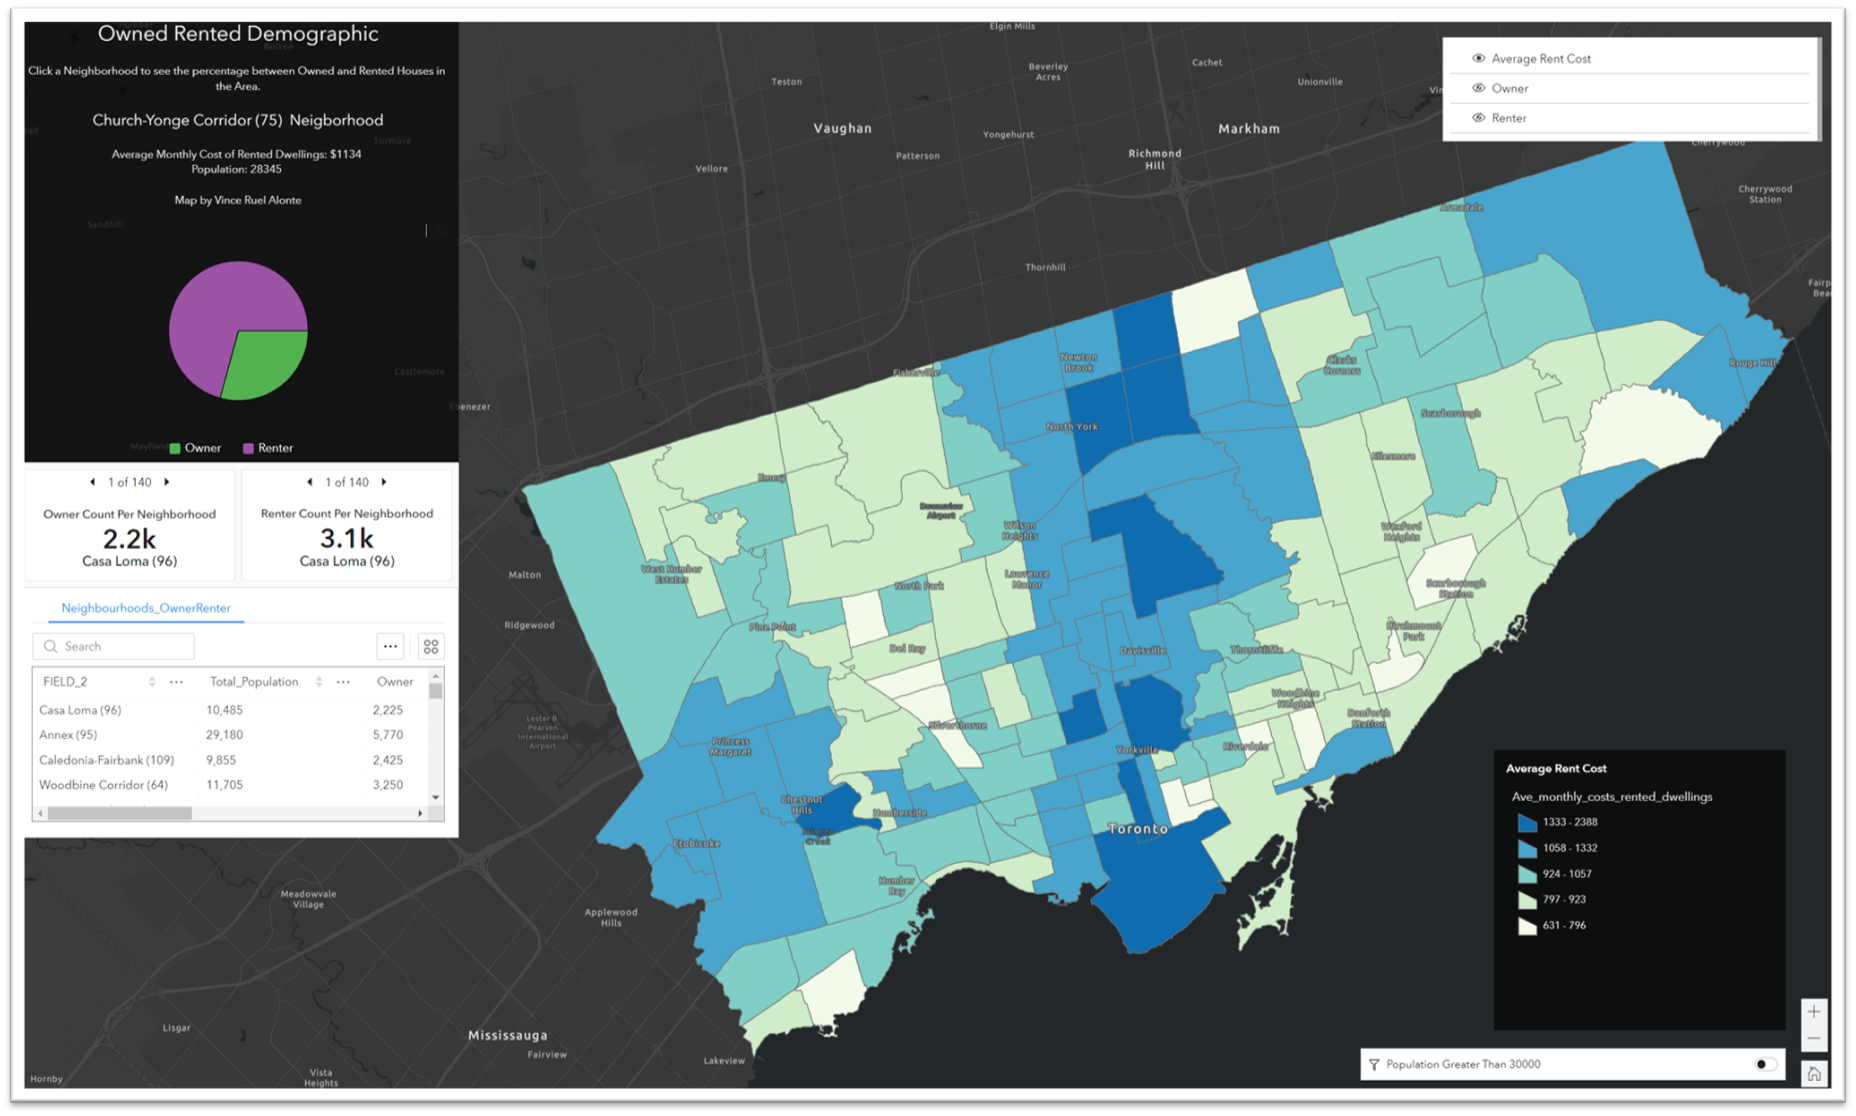 Owned Rented Demographic
Click a Neighborhood to see the percentage between Owned and Rented Houses in
the Area.
Church-Yonge Corridor (75) Neigborhood
Average Monthly Cost of Rented Dwellings: $1134
Population: 28345
Map by Vince Ruel Alonte
Bolton
Tormore
Sandhill
Castlemore
Mayfield
Owner
Renter
1 of 140
1 of 140
Owner Count Per Neighborhood
2.2k
Casa Loma (96)
Renter Count Per Neighborhood
3.1k
Casa Loma (96)
Neighbourhoods_OwnerRenter
Search
FIELD_2 Total_Population Owner
Casa Loma (96) 10,485 2,225
Annex (95) 29,180 5,770
Caledonia-Fairbank (109) 9,855 2,425
Woodbine Corridor (64) 11,705 3,250
Average Rent Cost
Owner
Renter
Elgin Mills
Teston
Beverley
Acres
Cachet
Unionville
Vaughan
Yongehurst
Markham
Patterson
Richmond
Hill
Vellore
Cherrywood
Cherrywood
Station
Armadale
Thornhill
Ebenezer
Fisherville
Newton
Brook
Clarks
Corners
Rouge Hill
North York
Scarborough
Ellesmere
Emery
Downsview
Airport
Wilson
Heights
Wexford
Heights
Malton
West Humber
Estates
North Park
Lawrence
Manor
Scarborough
Station
Ridgewood
Pine Point
Del Ray
Davisville
Thorncliffe
Birchmount
Park
Woodbine
Heights
Danforth
Station
Lester B.
Pearson
International
Airport
Princess
Margaret
Silverthorne
Yorkville
Riverdale
Chestnut
Hills
Humberside
Mimico
Creek
Toronto
Etobicoke
Humber
Bay
Meadowvale
Village
Applewood
Hills
Lisgar
Mississauga
Fairview
Lakeview
Hornby
Vista
Heights
Average Rent Cost
Ave_monthly_costs_rented_dwellings
1333 - 2388
1058 - 1332
924 - 1057
797 - 923
631 - 796
Population Greater Than 30000